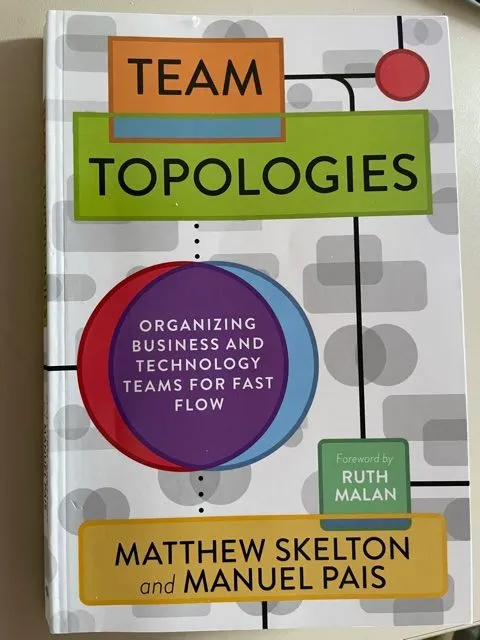 TEAM
TOPOLOGIES
ORGANIZING
BUSINESS AND
TECHNOLOGY
TEAMS FOR FAST
FLOW
Foreword by
RUTH
MALAN
MATTHEW SKELTON
and MANUEL PAIS